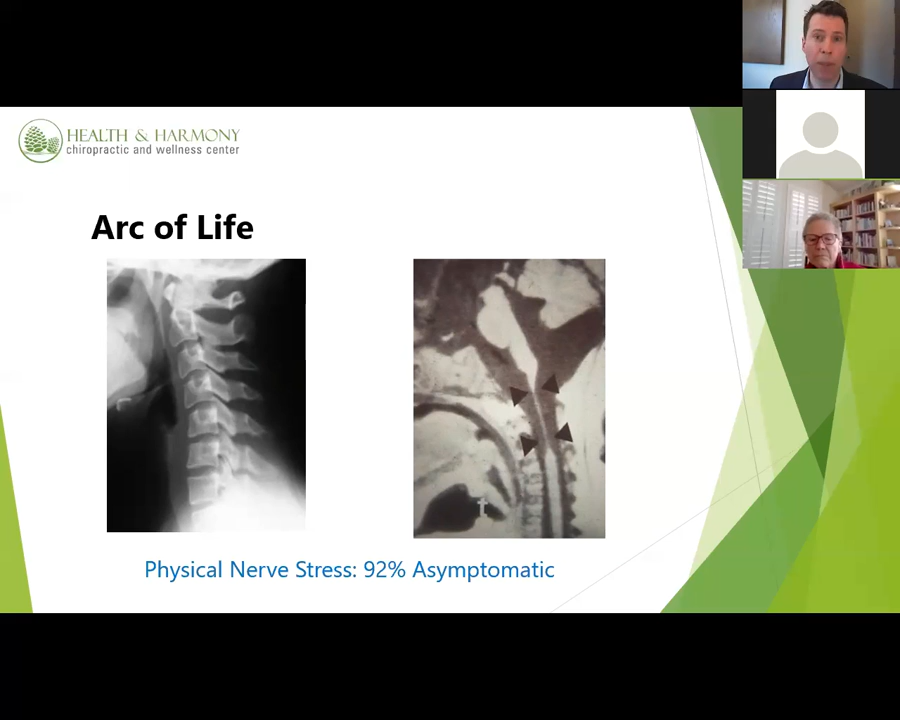 HEALTH & HARMONY
chiropractic and wellness center
Arc of Life
t
Physical Nerve Stress: 92% Asymptomatic